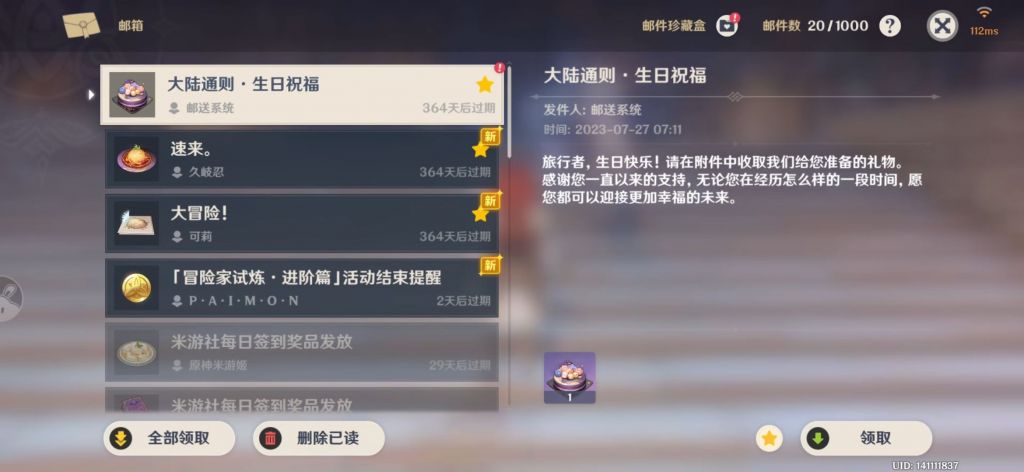 邮箱
邮件珍藏盒
邮件数 20/1000
?
112ms
大陆通则·生日祝福
邮送系统
364天后过期
新
速来。
久岐忍
364天后过期
新
大冒险!
可莉
364天后过期
新
「冒险家试炼·进阶篇」活动结束提醒
P·A·I·M·O·N
2天后过期
米游社每日签到奖品发放
原神米游姬
29天后过期
米游社每日签到奖品发放
全部领取
删除已读
大陆通则·生日祝福
发件人: 邮送系统
时间: 2023-07-27 07:11
旅行者,生日快乐!请在附件中收取我们给您准备的礼物。
感谢您一直以来的支持,无论您在经历怎么样的一段时间,愿
您都可以迎接更加幸福的未来。
1
领取
UID: 141111837